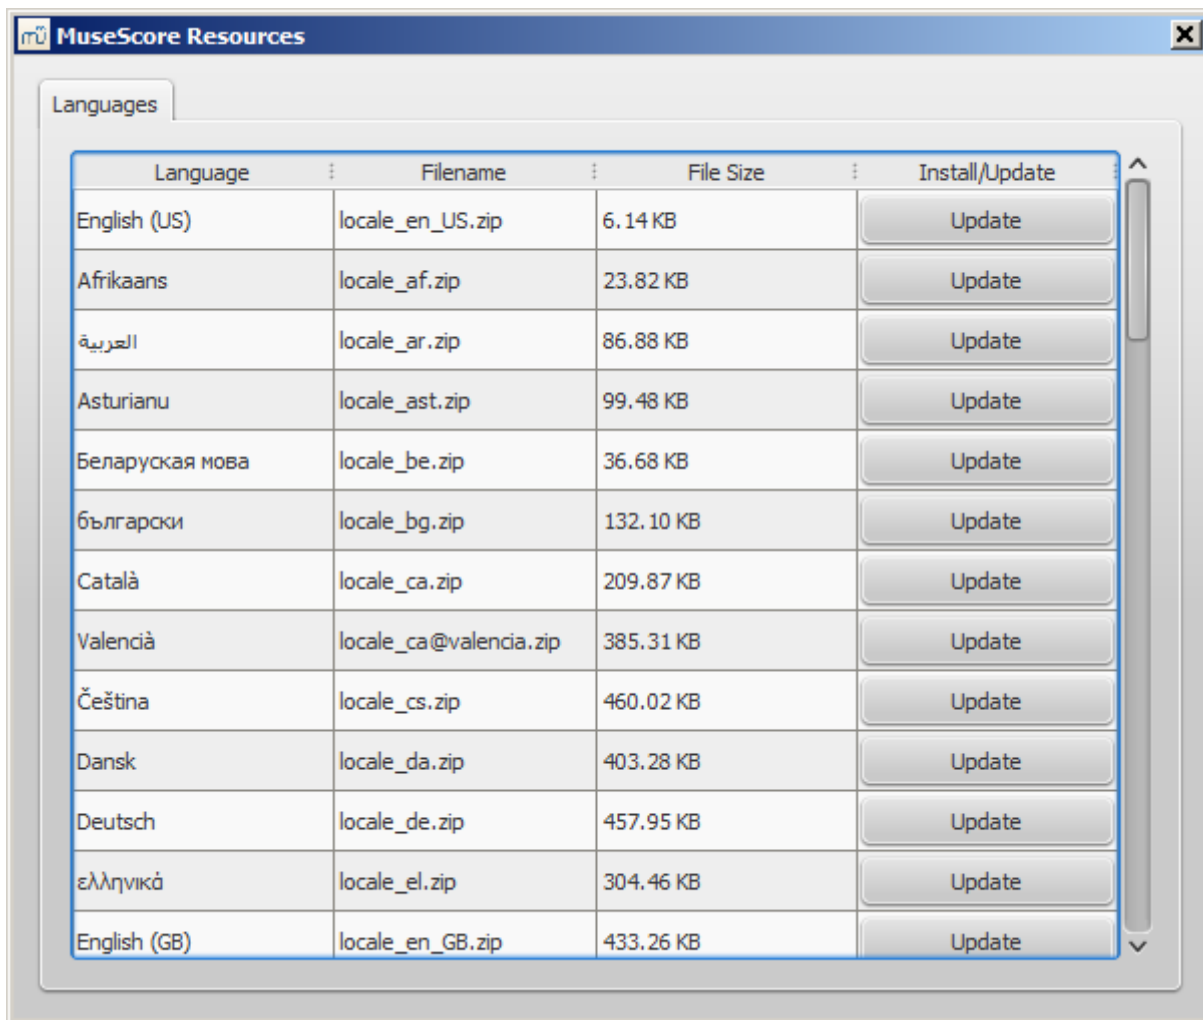 mü MuseScore Resources
Languages
Language Filename File Size Install/Update
English (US) locale_en_US.zip 6.14 KB Update
Afrikaans locale_af.zip 23.82 KB Update
العربية locale_ar.zip 86.88 KB Update
Asturianu locale_ast.zip 99.48 KB Update
Беларуская мова locale_be.zip 36.68 KB Update
български locale_bg.zip 132.10 KB Update
Català locale_ca.zip 209.87 KB Update
Valencià locale_ca@valencia.zip 385.31 KB Update
Čeština locale_cs.zip 460.02 KB Update
Dansk locale_da.zip 403.28 KB Update
Deutsch locale_de.zip 457.95 KB Update
ελληνικά locale_el.zip 304.46 KB Update
English (GB) locale_en_GB.zip 433.26 KB Update